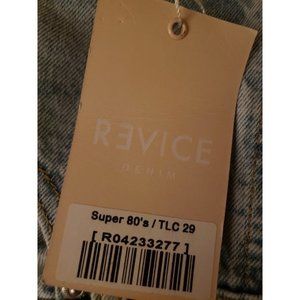 REVICE
DENIM
Super 80's / TLC 29
[ R04233277 ]